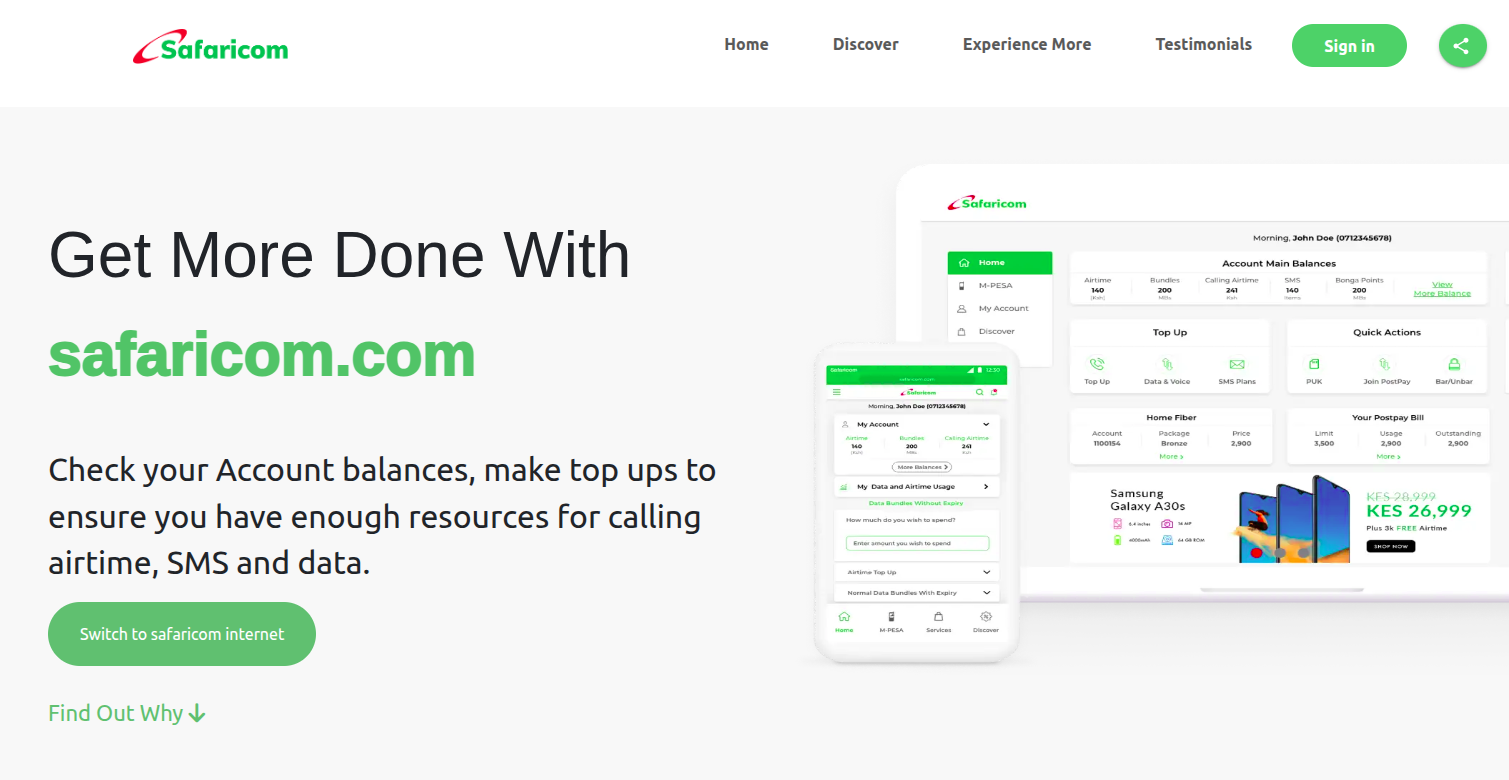 Safaricom
Home
Discover
Experience More
Testimonials
Sign in
Get More Done With
safaricom.com
Check your Account balances, make top ups to
ensure you have enough resources for calling
airtime, SMS and data.
Switch to safaricom internet
Find Out Why
Safaricom
Morning, John Doe (0712345678)
Home
M-PESA
My Account
Discover
Account Main Balances
Airtime Bundles Calling Airtime SMS Bonga Points
140 200 241 140 200
(Ksh) MBs Ksh Items MBs
View
More Balance
Top Up
Top Up Data & Voice SMS Plans
Quick Actions
PUK Join PostPay Bar/Unbar
Home Fiber
Account Package Price
1100154 Bronze 2,900
More >
Your Postpay Bill
Limit Usage Outstanding
3,500 2,900 2,900
More >
Samsung
Galaxy A30s
6.4 inches
16 MP
4000mAh
64 GB ROM
KES 28,999
KES 26,999
Plus 3k FREE Airtime
SHOP NOW
Safaricom 12:30
safaricom.com
Safaricom
Morning, John Doe (0712345678)
My Account
Airtime Bundles Calling Airtime
140 200 241
(Ksh) MBs Ksh
More Balances >
My Data and Airtime Usage
Data Bundles Without Expiry
How much do you wish to spend?
Enter amount you wish to spend
Airtime Top Up
Normal Data Bundles With Expiry
Home M-PESA Services Discover